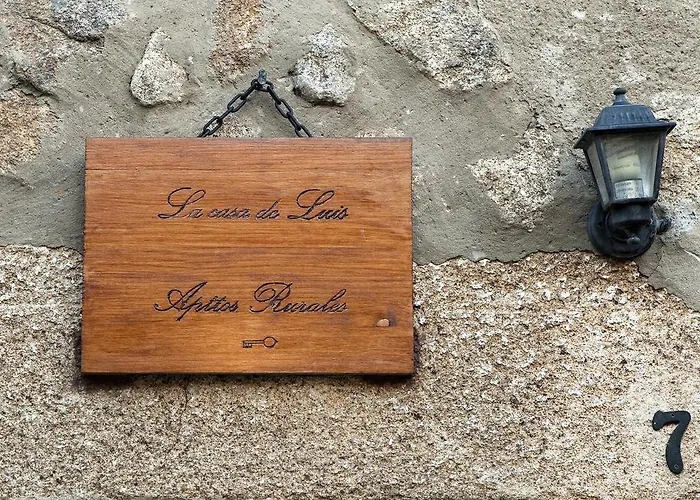 La casa de Luis
Apttos Rurales
7